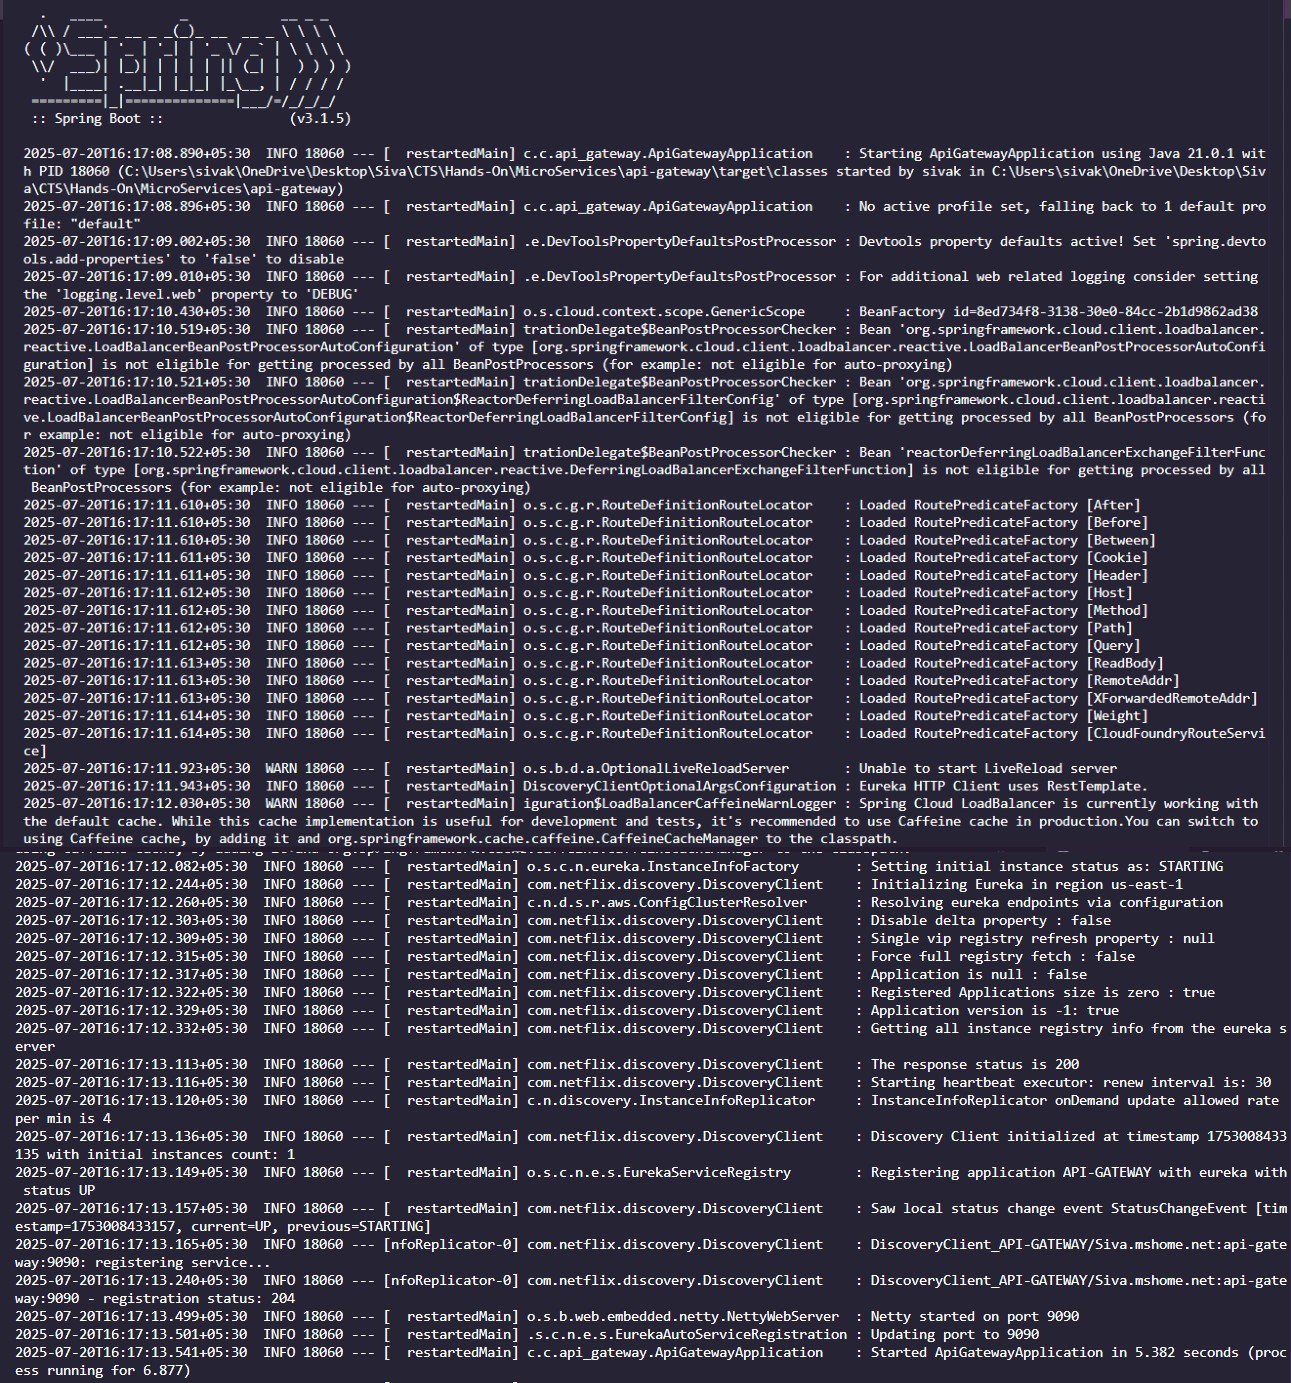 .   ____          _            __ _ _
 /\\ / ___'_ __ _ _(_)_ __  __ _ \ \ \ \
( ( )\___ | '_ | '_| | '_ \/ _` | \ \ \ \
 \\/  ___)| |_)| | | | | || (_| |  ) ) ) )
  '  |____| .__|_| |_|_| |_\__, | / / / /
 =========|_|==============|___/=/_/_/_/
 :: Spring Boot ::                (v3.1.5)
2025-07-20T16:17:08.890+05:30  INFO 18060 --- [  restartedMain] c.c.api_gateway.ApiGatewayApplication    : Starting ApiGatewayApplication using Java 21.0.1 wit
h PID 18060 (C:\Users\sivak\OneDrive\Desktop\Siva\CTS\Hands-On\MicroServices\api-gateway\target\classes started by sivak in C:\Users\sivak\OneDrive\Desktop\Siv
a\CTS\Hands-On\MicroServices\api-gateway)
2025-07-20T16:17:08.896+05:30  INFO 18060 --- [  restartedMain] c.c.api_gateway.ApiGatewayApplication    : No active profile set, falling back to 1 default pro
file: "default"
2025-07-20T16:17:09.002+05:30  INFO 18060 --- [  restartedMain] .e.DevToolsPropertyDefaultsPostProcessor : Devtools property defaults active! Set 'spring.devto
ols.add-properties' to 'false' to disable
2025-07-20T16:17:09.010+05:30  INFO 18060 --- [  restartedMain] .e.DevToolsPropertyDefaultsPostProcessor : For additional web related logging consider setting
the 'logging.level.web' property to 'DEBUG'
2025-07-20T16:17:10.430+05:30  INFO 18060 --- [  restartedMain] o.s.cloud.context.scope.GenericScope     : BeanFactory id=8ed734f8-3138-30e0-84cc-2b1d9862ad38
2025-07-20T16:17:10.519+05:30  INFO 18060 --- [  restartedMain] trationDelegate$BeanPostProcessorChecker : Bean 'org.springframework.cloud.client.loadbalancer.
reactive.LoadBalancerBeanPostProcessorAutoConfiguration' of type [org.springframework.cloud.client.loadbalancer.reactive.LoadBalancerBeanPostProcessorAutoConfi
guration] is not eligible for getting processed by all BeanPostProcessors (for example: not eligible for auto-proxying)
2025-07-20T16:17:10.521+05:30  INFO 18060 --- [  restartedMain] trationDelegate$BeanPostProcessorChecker : Bean 'org.springframework.cloud.client.loadbalancer.
reactive.LoadBalancerBeanPostProcessorAutoConfiguration$ReactorDeferringLoadBalancerFilterConfig' of type [org.springframework.cloud.client.loadbalancer.reacti
ve.LoadBalancerBeanPostProcessorAutoConfiguration$ReactorDeferringLoadBalancerFilterConfig] is not eligible for getting processed by all BeanPostProcessors (fo
r example: not eligible for auto-proxying)
2025-07-20T16:17:10.522+05:30  INFO 18060 --- [  restartedMain] trationDelegate$BeanPostProcessorChecker : Bean 'reactorDeferringLoadBalancerExchangeFilterFunc
tion' of type [org.springframework.cloud.client.loadbalancer.reactive.DeferringLoadBalancerExchangeFilterFunction] is not eligible for getting processed by all
 BeanPostProcessors (for example: not eligible for auto-proxying)
2025-07-20T16:17:11.610+05:30  INFO 18060 --- [  restartedMain] o.s.c.g.r.RouteDefinitionRouteLocator    : Loaded RoutePredicateFactory [After]
2025-07-20T16:17:11.610+05:30  INFO 18060 --- [  restartedMain] o.s.c.g.r.RouteDefinitionRouteLocator    : Loaded RoutePredicateFactory [Before]
2025-07-20T16:17:11.610+05:30  INFO 18060 --- [  restartedMain] o.s.c.g.r.RouteDefinitionRouteLocator    : Loaded RoutePredicateFactory [Between]
2025-07-20T16:17:11.611+05:30  INFO 18060 --- [  restartedMain] o.s.c.g.r.RouteDefinitionRouteLocator    : Loaded RoutePredicateFactory [Cookie]
2025-07-20T16:17:11.611+05:30  INFO 18060 --- [  restartedMain] o.s.c.g.r.RouteDefinitionRouteLocator    : Loaded RoutePredicateFactory [Header]
2025-07-20T16:17:11.612+05:30  INFO 18060 --- [  restartedMain] o.s.c.g.r.RouteDefinitionRouteLocator    : Loaded RoutePredicateFactory [Host]
2025-07-20T16:17:11.612+05:30  INFO 18060 --- [  restartedMain] o.s.c.g.r.RouteDefinitionRouteLocator    : Loaded RoutePredicateFactory [Method]
2025-07-20T16:17:11.612+05:30  INFO 18060 --- [  restartedMain] o.s.c.g.r.RouteDefinitionRouteLocator    : Loaded RoutePredicateFactory [Path]
2025-07-20T16:17:11.612+05:30  INFO 18060 --- [  restartedMain] o.s.c.g.r.RouteDefinitionRouteLocator    : Loaded RoutePredicateFactory [Query]
2025-07-20T16:17:11.613+05:30  INFO 18060 --- [  restartedMain] o.s.c.g.r.RouteDefinitionRouteLocator    : Loaded RoutePredicateFactory [ReadBody]
2025-07-20T16:17:11.613+05:30  INFO 18060 --- [  restartedMain] o.s.c.g.r.RouteDefinitionRouteLocator    : Loaded RoutePredicateFactory [RemoteAddr]
2025-07-20T16:17:11.613+05:30  INFO 18060 --- [  restartedMain] o.s.c.g.r.RouteDefinitionRouteLocator    : Loaded RoutePredicateFactory [XForwardedRemoteAddr]
2025-07-20T16:17:11.614+05:30  INFO 18060 --- [  restartedMain] o.s.c.g.r.RouteDefinitionRouteLocator    : Loaded RoutePredicateFactory [Weight]
2025-07-20T16:17:11.614+05:30  INFO 18060 --- [  restartedMain] o.s.c.g.r.RouteDefinitionRouteLocator    : Loaded RoutePredicateFactory [CloudFoundryRouteServi
ce]
2025-07-20T16:17:11.923+05:30  WARN 18060 --- [  restartedMain] o.s.b.d.a.OptionalLiveReloadServer       : Unable to start LiveReload server
2025-07-20T16:17:11.943+05:30  INFO 18060 --- [  restartedMain] DiscoveryClientOptionalArgsConfiguration : Eureka HTTP Client uses RestTemplate.
2025-07-20T16:17:12.030+05:30  WARN 18060 --- [  restartedMain] iguration$LoadBalancerCaffeineWarnLogger : Spring Cloud LoadBalancer is currently working with
the default cache. While this cache implementation is useful for development and tests, it's recommended to use Caffeine cache in production.You can switch to
using Caffeine cache, by adding it and org.springframework.cache.caffeine.CaffeineCacheManager to the classpath.
2025-07-20T16:17:12.082+05:30  INFO 18060 --- [  restartedMain] o.s.c.n.eureka.InstanceInfoFactory       : Setting initial instance status as: STARTING
2025-07-20T16:17:12.244+05:30  INFO 18060 --- [  restartedMain] com.netflix.discovery.DiscoveryClient    : Initializing Eureka in region us-east-1
2025-07-20T16:17:12.260+05:30  INFO 18060 --- [  restartedMain] c.n.d.s.r.aws.ConfigClusterResolver      : Resolving eureka endpoints via configuration
2025-07-20T16:17:12.303+05:30  INFO 18060 --- [  restartedMain] com.netflix.discovery.DiscoveryClient    : Disable delta property : false
2025-07-20T16:17:12.309+05:30  INFO 18060 --- [  restartedMain] com.netflix.discovery.DiscoveryClient    : Single vip registry refresh property : null
2025-07-20T16:17:12.315+05:30  INFO 18060 --- [  restartedMain] com.netflix.discovery.DiscoveryClient    : Force full registry fetch : false
2025-07-20T16:17:12.317+05:30  INFO 18060 --- [  restartedMain] com.netflix.discovery.DiscoveryClient    : Application is null : false
2025-07-20T16:17:12.322+05:30  INFO 18060 --- [  restartedMain] com.netflix.discovery.DiscoveryClient    : Registered Applications size is zero : true
2025-07-20T16:17:12.329+05:30  INFO 18060 --- [  restartedMain] com.netflix.discovery.DiscoveryClient    : Application version is -1: true
2025-07-20T16:17:12.332+05:30  INFO 18060 --- [  restartedMain] com.netflix.discovery.DiscoveryClient    : Getting all instance registry info from the eureka s
erver
2025-07-20T16:17:13.113+05:30  INFO 18060 --- [  restartedMain] com.netflix.discovery.DiscoveryClient    : The response status is 200
2025-07-20T16:17:13.116+05:30  INFO 18060 --- [  restartedMain] com.netflix.discovery.DiscoveryClient    : Starting heartbeat executor: renew interval is: 30
2025-07-20T16:17:13.120+05:30  INFO 18060 --- [  restartedMain] c.n.discovery.InstanceInfoReplicator     : InstanceInfoReplicator onDemand update allowed rate
per min is 4
2025-07-20T16:17:13.136+05:30  INFO 18060 --- [  restartedMain] com.netflix.discovery.DiscoveryClient    : Discovery Client initialized at timestamp 1753008433
135 with initial instances count: 1
2025-07-20T16:17:13.149+05:30  INFO 18060 --- [  restartedMain] o.s.c.n.e.s.EurekaServiceRegistry        : Registering application API-GATEWAY with eureka with
 status UP
2025-07-20T16:17:13.157+05:30  INFO 18060 --- [  restartedMain] com.netflix.discovery.DiscoveryClient    : Saw local status change event StatusChangeEvent [tim
estamp=1753008433157, current=UP, previous=STARTING]
2025-07-20T16:17:13.165+05:30  INFO 18060 --- [nfoReplicator-0] com.netflix.discovery.DiscoveryClient    : DiscoveryClient_API-GATEWAY/Siva.mshome.net:api-gate
way:9090: registering service...
2025-07-20T16:17:13.240+05:30  INFO 18060 --- [nfoReplicator-0] com.netflix.discovery.DiscoveryClient    : DiscoveryClient_API-GATEWAY/Siva.mshome.net:api-gate
way:9090 - registration status: 204
2025-07-20T16:17:13.499+05:30  INFO 18060 --- [  restartedMain] o.s.b.web.embedded.netty.NettyWebServer  : Netty started on port 9090
2025-07-20T16:17:13.501+05:30  INFO 18060 --- [  restartedMain] .s.c.n.e.s.EurekaAutoServiceRegistration : Updating port to 9090
2025-07-20T16:17:13.541+05:30  INFO 18060 --- [  restartedMain] c.c.api_gateway.ApiGatewayApplication    : Started ApiGatewayApplication in 5.382 seconds (proc
ess running for 6.877)